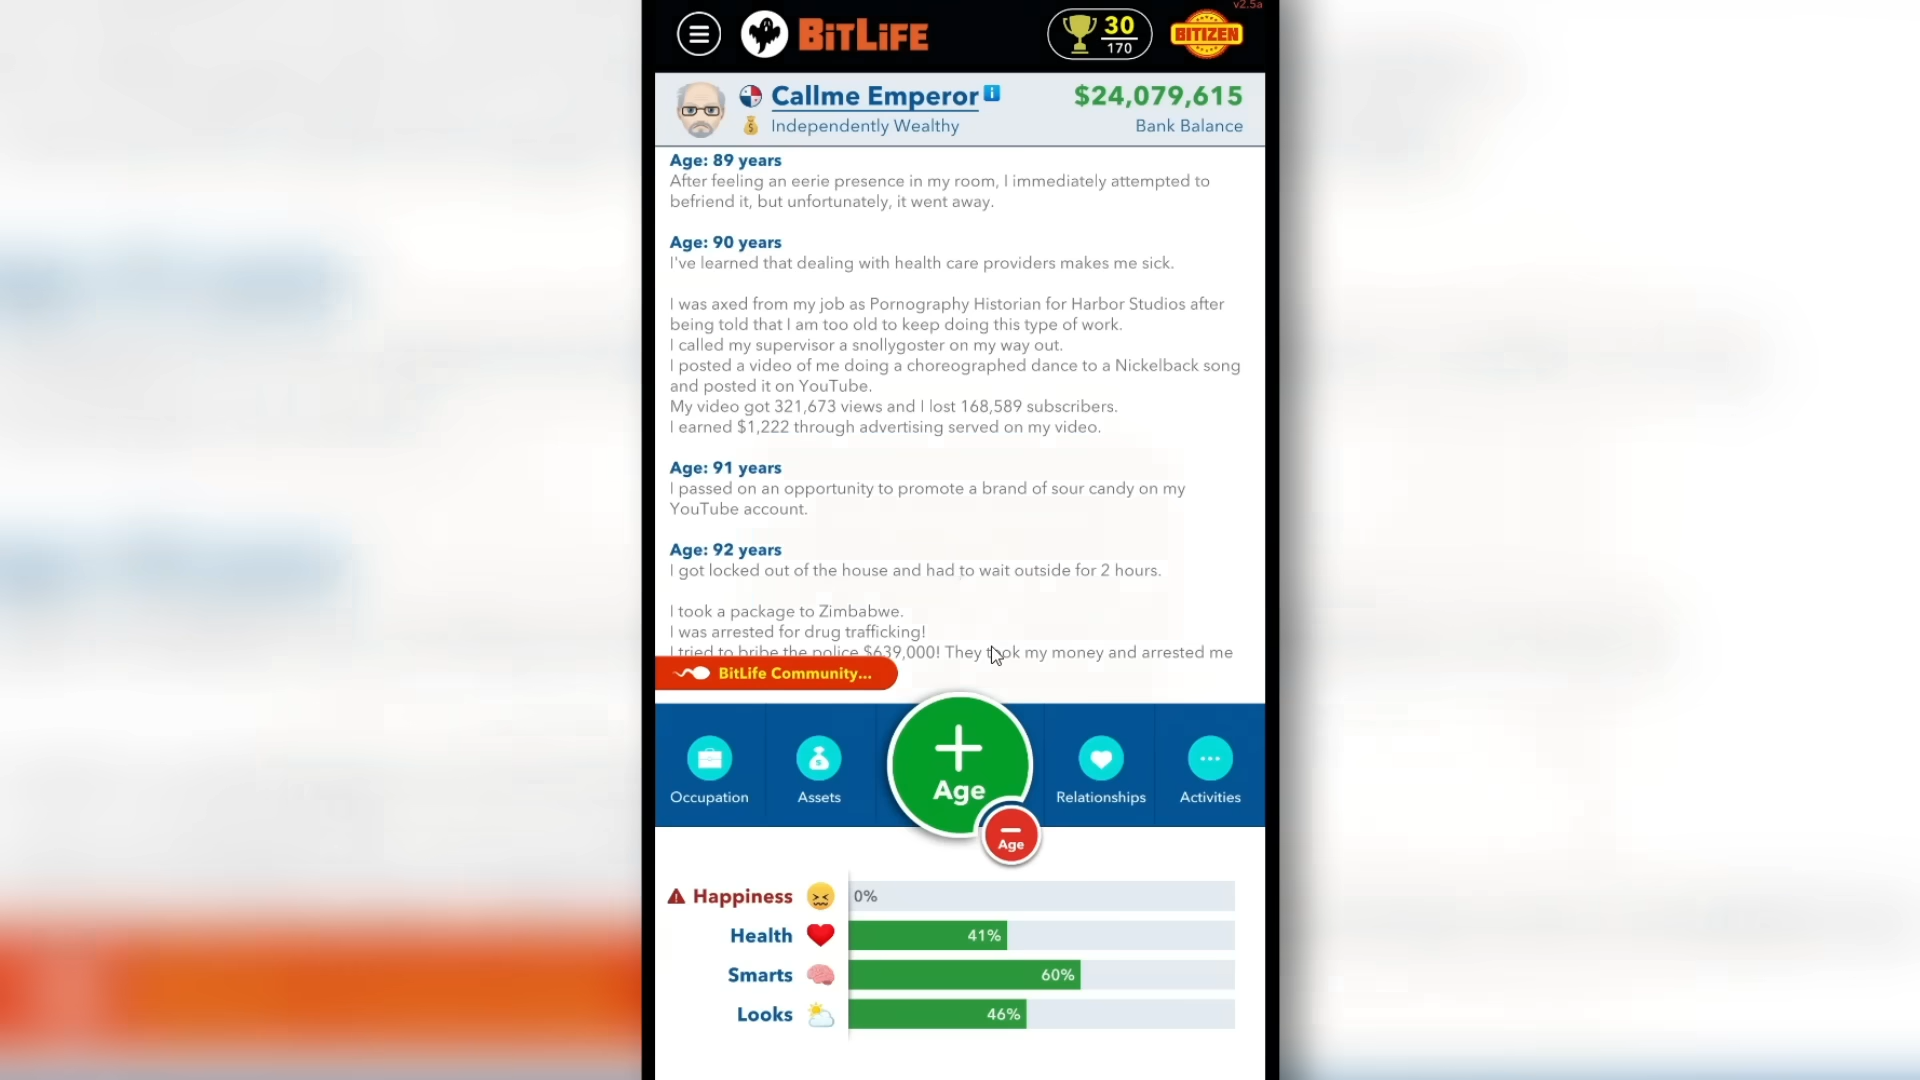 v2.5a
BiTLiFE
30
170
BITIZEN
Callme Emperor
$24,079,615
Independently Wealthy
Bank Balance
Age: 89 years
After feeling an eerie presence in my room, I immediately attempted to
befriend it, but unfortunately, it went away.
Age: 90 years
I've learned that dealing with health care providers makes me sick.
I was axed from my job as Pornography Historian for Harbor Studios after
being told that I am too old to keep doing this type of work.
I called my supervisor a snollygoster on my way out.
I posted a video of me doing a choreographed dance to a Nickelback song
and posted it on YouTube.
My video got 321,673 views and I lost 168,589 subscribers.
I earned $1,222 through advertising served on my video.
Age: 91 years
I passed on an opportunity to promote a brand of sour candy on my
YouTube account.
Age: 92 years
I got locked out of the house and had to wait outside for 2 hours.
I took a package to Zimbabwe.
I was arrested for drug trafficking!
I tried to bribe the police $639,000! They took my money and arrested me
BitLife Community...
Occupation
Assets
Age
Relationships
Activities
Age
Happiness 0%
Health 41%
Smarts 60%
Looks 46%